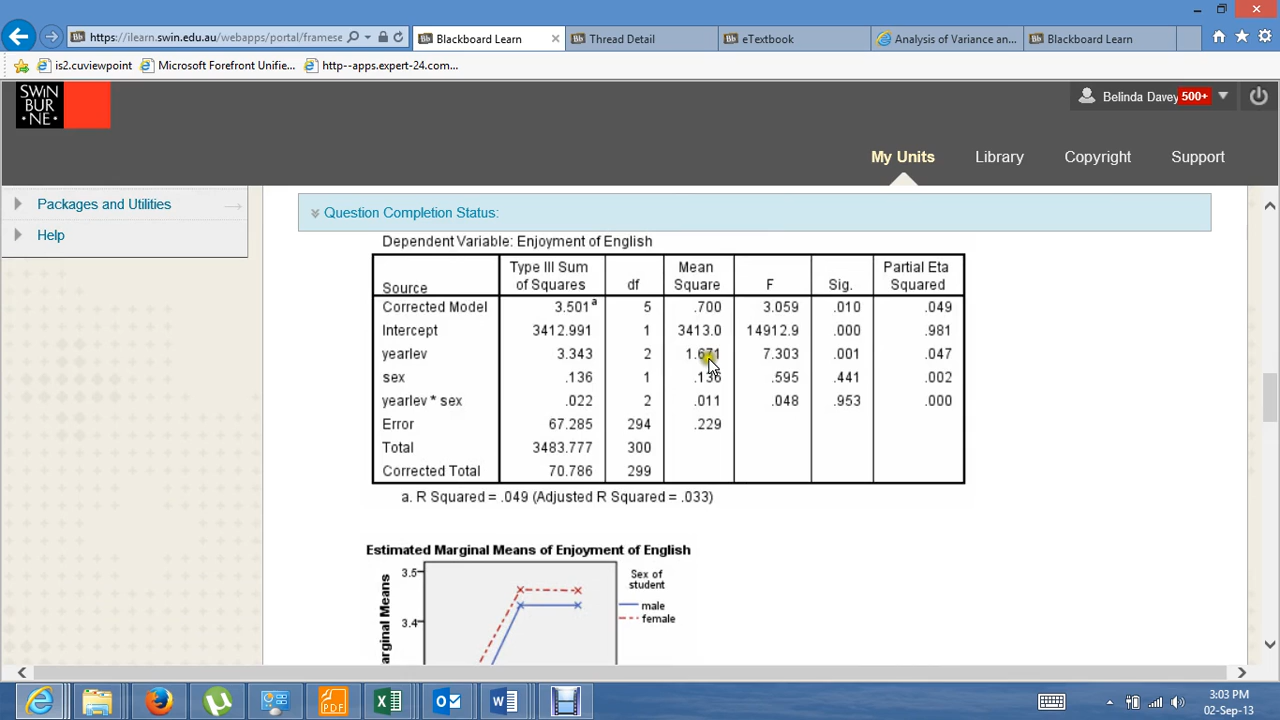 https://ilearn.swin.edu.au/webapps/portal/framese
Blackboard Learn
Thread Detail
eTextbook
Analysis of Variance an...
Blackboard Learn
is2.cuviewpoint
Microsoft Forefront Unifie...
http--apps.expert-24.com...
SWIN
BUR
NE
Belinda Davey 500+
My Units Library Copyright Support
Packages and Utilities
Help
Question Completion Status:
Dependent Variable: Enjoyment of English
Source Type III Sum of Squares df Mean Square F Sig. Partial Eta Squared
Corrected Model 3.501a 5 .700 3.059 .010 .049
Intercept 3412.991 1 3413.0 14912.9 .000 .981
yearlev 3.343 2 1.671 7.303 .001 .047
sex .136 1 .136 .595 .441 .002
yearlev * sex .022 2 .011 .048 .953 .000
Error 67.285 294 .229
Total 3483.777 300
Corrected Total 70.786 299
a. R Squared = .049 (Adjusted R Squared = .033)
Estimated Marginal Means of Enjoyment of English
3.5
3.4
Sex of
student
male
female
Means
3:03 PM
02-Sep-13